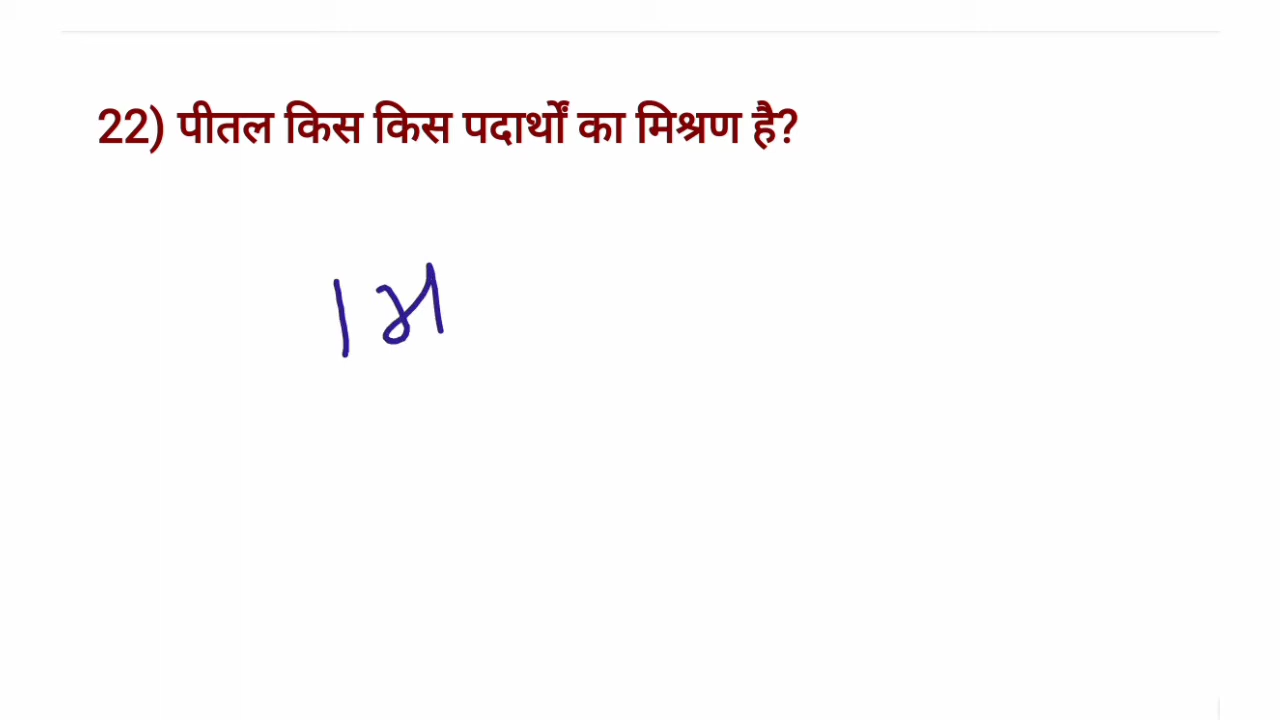 22) पीतल किस किस पदार्थों का मिश्रण है?